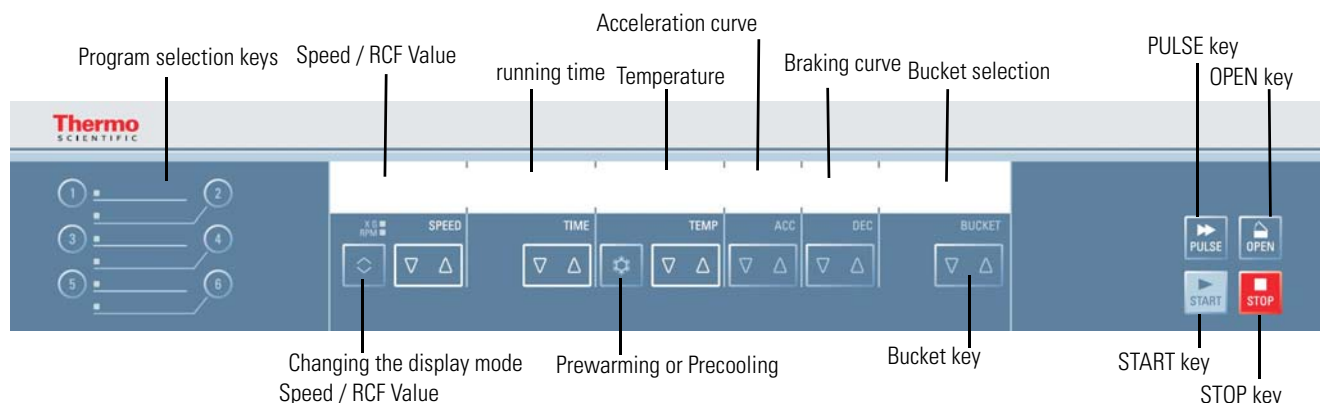 Acceleration curve
Program selection keys
Speed / RCF Value
running time
Temperature
Braking curve
Bucket selection
PULSE key
OPEN key
Thermo
SCIENTIFIC
1
2
3
4
5
6
X G
RPM
SPEED
TIME
TEMP
ACC
DEC
BUCKET
PULSE
OPEN
START
STOP
Changing the display mode
Speed / RCF Value
Prewarming or Precooling
Bucket key
START key
STOP key